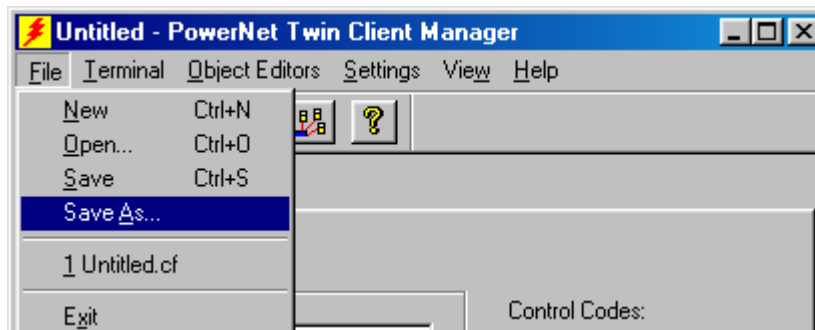 Untitled - PowerNet Twin Client Manager
File Terminal Object Editors Settings View Help
New Ctrl+N
Open... Ctrl+O
Save Ctrl+S
Save As...
1 Untitled.cf
Exit
Control Codes: